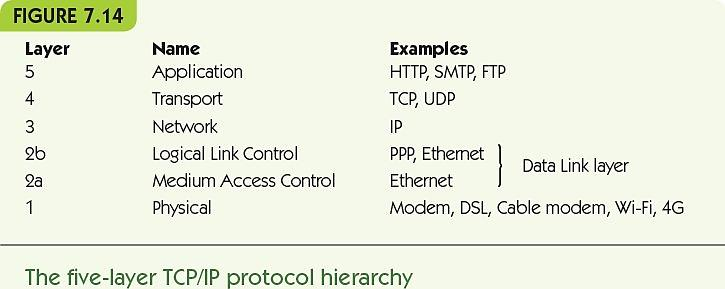 FIGURE 7.14
Layer Name Examples
5 Application HTTP, SMTP, FTP
4 Transport TCP, UDP
3 Network IP
2b Logical Link Control PPP, Ethernet
Data Link layer
2a Medium Access Control Ethernet
1 Physical Modem, DSL, Cable modem, Wi-Fi, 4G
The five-layer TCP/IP protocol hierarchy